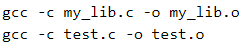 gcc -c my_lib.c -o my_lib.o
gcc -c test.c -o test.o